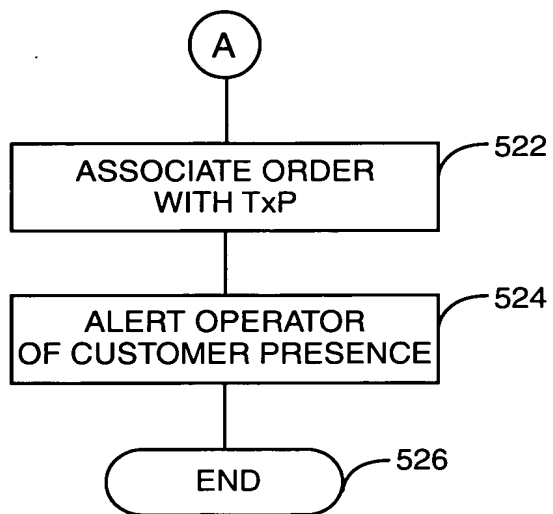 A
ASSOCIATE ORDER
WITH TxP
522
ALERT OPERATOR
OF CUSTOMER PRESENCE
524
END
526